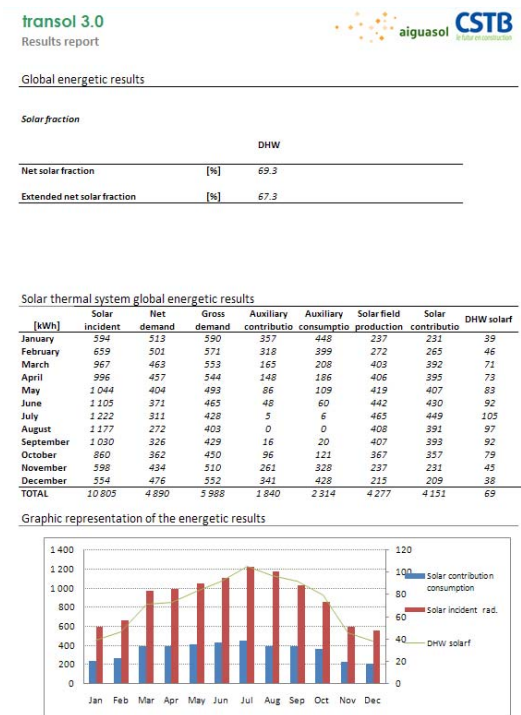 transol 3.0
Results report
aiguasol
CSTB
le futur en construction
Global energetic results
Solar fraction
DHW
Net solar fraction [%] 69.3
Extended net solar fraction [%] 67.3
Solar thermal system global energetic results
Solar Net Gross Auxiliary Auxiliary Solar field Solar DHW solarf
[kWh] incident demand demand contributio consumptio production contributio
January 594 513 590 357 448 237 231 39
February 659 501 571 318 399 272 265 46
March 967 463 553 165 208 403 392 71
April 996 457 544 148 186 406 395 73
May 1 044 404 493 86 109 419 407 83
June 1 105 371 465 48 60 442 430 92
July 1 222 311 428 5 6 465 449 105
August 1 177 272 403 0 0 408 391 97
September 1 030 326 429 16 20 407 393 92
October 860 362 450 96 121 367 357 79
November 598 434 510 261 328 237 231 45
December 554 476 552 341 428 215 209 38
TOTAL 10 805 4 890 5 988 1 840 2 314 4 277 4 151 69
Graphic representation of the energetic results
1 400
1 200
1 000
800
600
400
200
0
120
100
80
60
40
20
0
Solar contribution
consumption
Solar incident rad.
DHW solarf
Jan Feb Mar Apr May Jun Jul Aug Sep Oct Nov Dec